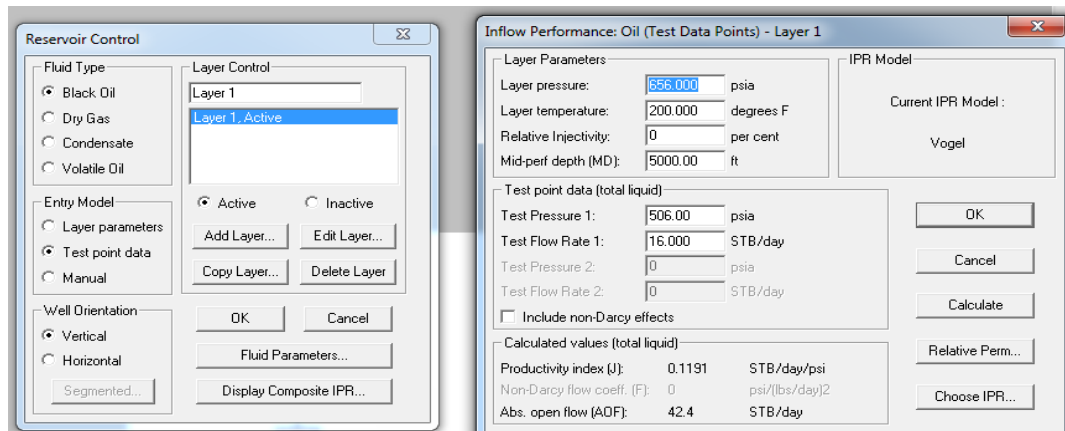 Reservoir Control
Fluid Type
Black Oil
Dry Gas
Condensate
Volatile Oil
Layer Control
Layer 1
Layer 1, Active
Active Inactive
Add Layer... Edit Layer...
Copy Layer... Delete Layer
Entry Model
Layer parameters
Test point data
Manual
Well Orientation
Vertical
Horizontal
Segmented...
OK Cancel
Fluid Parameters...
Display Composite IPR...
Inflow Performance: Oil (Test Data Points) - Layer 1
Layer Parameters
Layer pressure: 656.000 psia
Layer temperature: 200.000 degrees F
Relative Injectivity: 0 per cent
Mid-perf depth (MD): 5000.00 ft
IPR Model
Current IPR Model :
Vogel
Test point data (total liquid)
Test Pressure 1: 506.00 psia
Test Flow Rate 1: 16.000 STB/day
Test Pressure 2: 0 psia
Test Flow Rate 2: 0 STB/day
Include non-Darcy effects
Calculated values (total liquid)
Productivity index (J): 0.1191 STB/day/psi
Non-Darcy flow coeff. (F): 0 psi/(lbs/day)2
Abs. open flow (AOF): 42.4 STB/day
OK
Cancel
Calculate
Relative Perm...
Choose IPR...